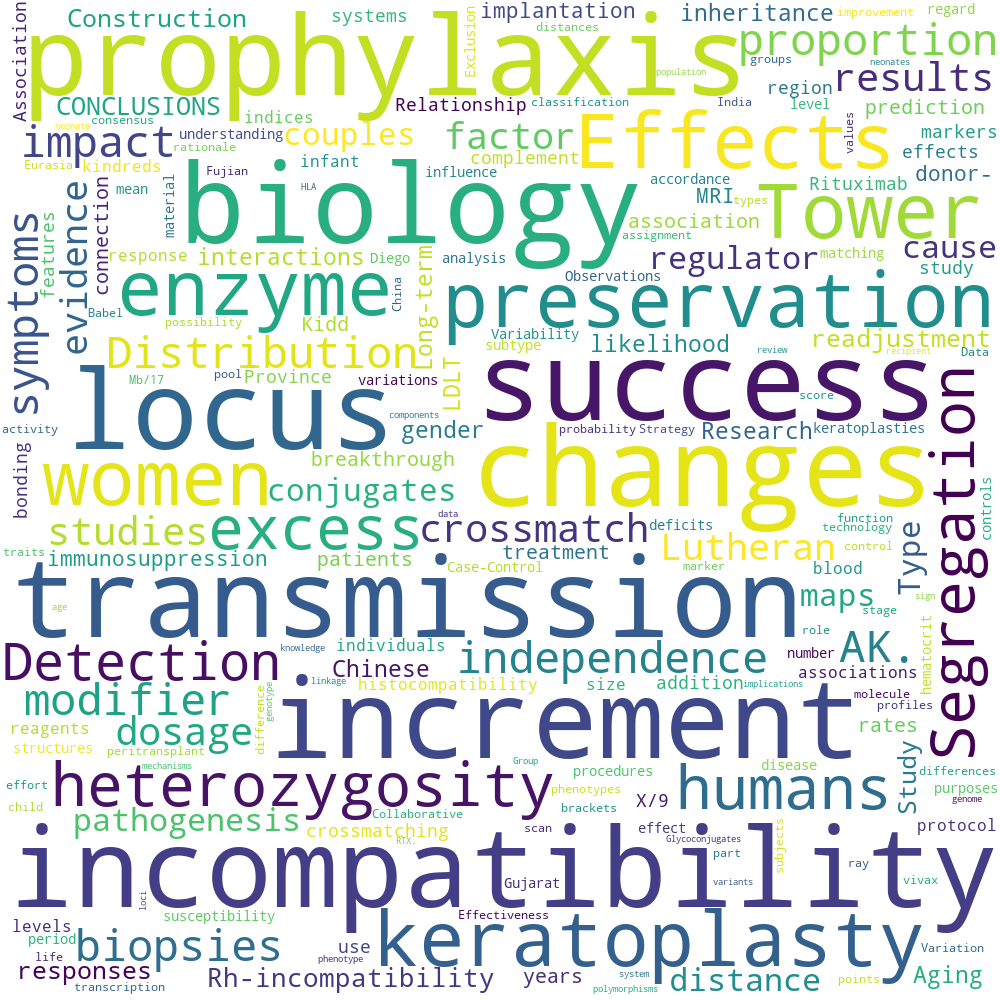 Association
Construction
systems
implantation
inheritance
improvement
regard
prophylaxis
Exclusion
distances
proportion
groups
neonates
population
results
CONCLUSIONS
consensus
indices
Relationship
classification
India
region
level
prediction
impact
neonate
understanding
rationale
couples
factor
complement
Effects
values
markers
effects
donor-
Eurasia
kindreds
Fujian
infant
influence
HLA
biology
accordance
MRI
types
Rituximab
Tower
association
assignment
cause
symptoms
features
evidence
connection
mean
material
response
interactions
Diego
analysis
Long-term
regulator
matching
study
Observations
enzyme
China
preservation
Babel
possibility
Kidd
Variability
subtype
likelihood
readjustment
Distribution
review
recipient
Data
Mb/17
pool
Province
variations
LDLT
success
score
locus
components
activity
gender
probability
Strategy
Research
keratoplasties
bonding
women
breakthrough
changes
Segregation
conjugates
data
studies
excess
crossmatch
deficits
function
technology
controls
traits
immunosuppression
patients
treatment
Case-Control
Lutheran
marker
control
blood
Type
transmission
age
maps
stage
sign
role
knowledge
Detection
individuals
independence
number
AK.
hematocrit
Chinese
linkage
histocompatibility
size
addition
implications
associations
modifier
genotype
difference
molecule
profiles
reagents
dosage
increment
rates
structures
peritransplant
mechanisms
Group
procedures
disease
Study
differences
effort
heterozygosity
phenotypes
humans
purposes
genome
child
Collaborative
brackets
X/9
pathogenesis
crossmatching
RTX.
scan
effect
Glycoconjugates
subjects
protocol
incompatibility
part
ray
vivax
variants
Gujarat
loci
susceptibility
Effectiveness
levels
period
biopsies
use
keratoplasty
Variation
life
phenotype
system
responses
transcription
Rh-incompatibility
years
polymorphisms
distance
points
Aging